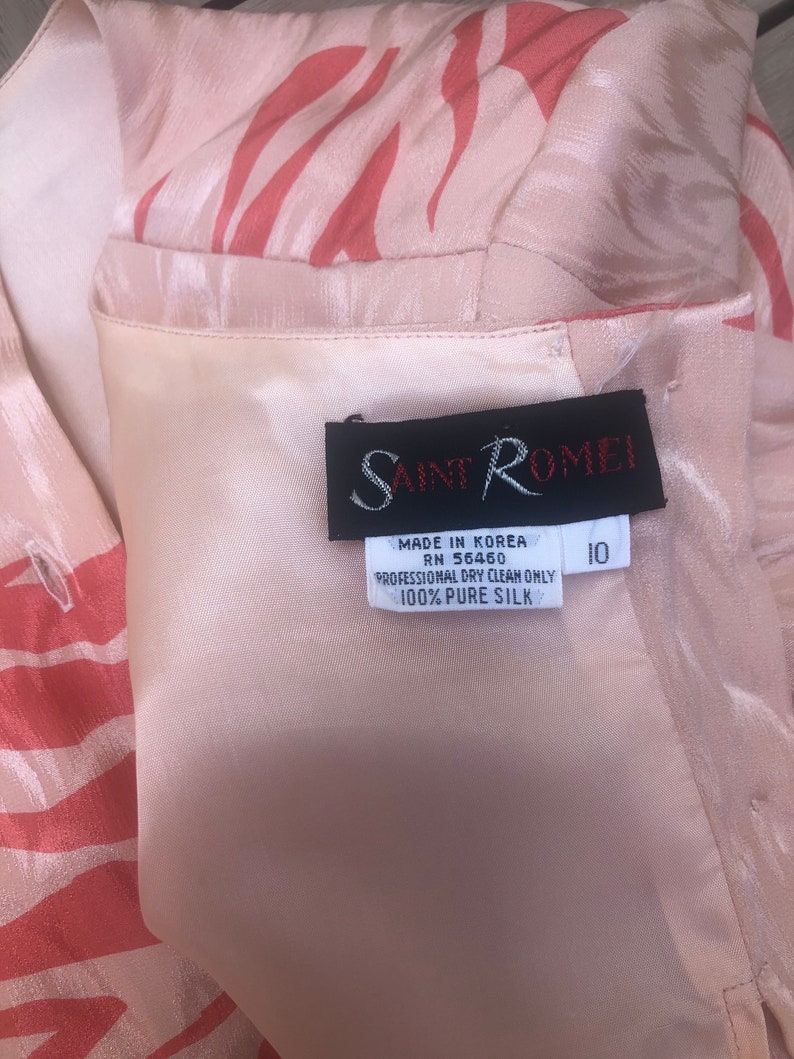 SAINT ROMEI
MADE IN KOREA
RN 56460
PROFESSIONAL DRY CLEAN ONLY
100% PURE SILK
10